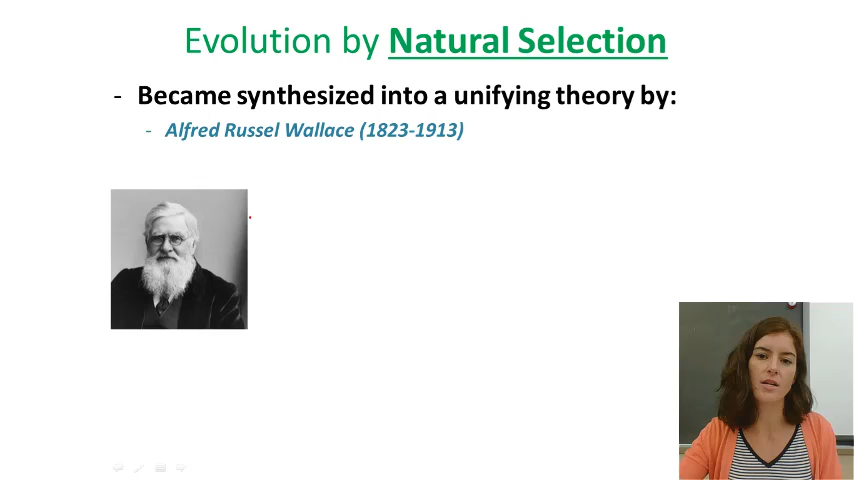 Evolution by Natural Selection
- Became synthesized into a unifying theory by:
- Alfred Russel Wallace (1823-1913)